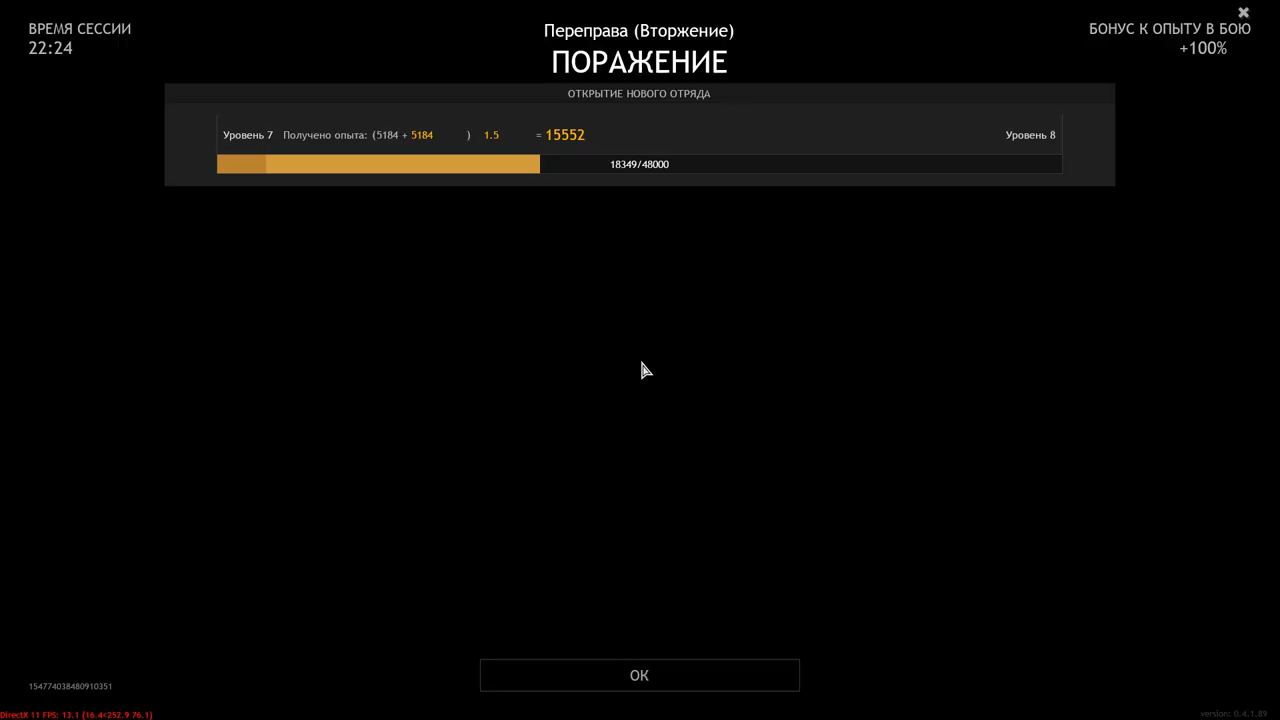 ВРЕМЯ СЕССИИ
22:24
Переправа (Вторжение)
ПОРАЖЕНИЕ
БОНУС К ОПЫТУ В БОЮ
+100%
ОТКРЫТИЕ НОВОГО ОТРЯДА
Уровень 7 Получено опыта: (5184 + 5184 ) 1.5 = 15552 Уровень 8
18349/48000
OK
154774038480910351
DirectX 11 FPS: 13.1 (16.4<252.9 76.1)
version: 0.4.1.89